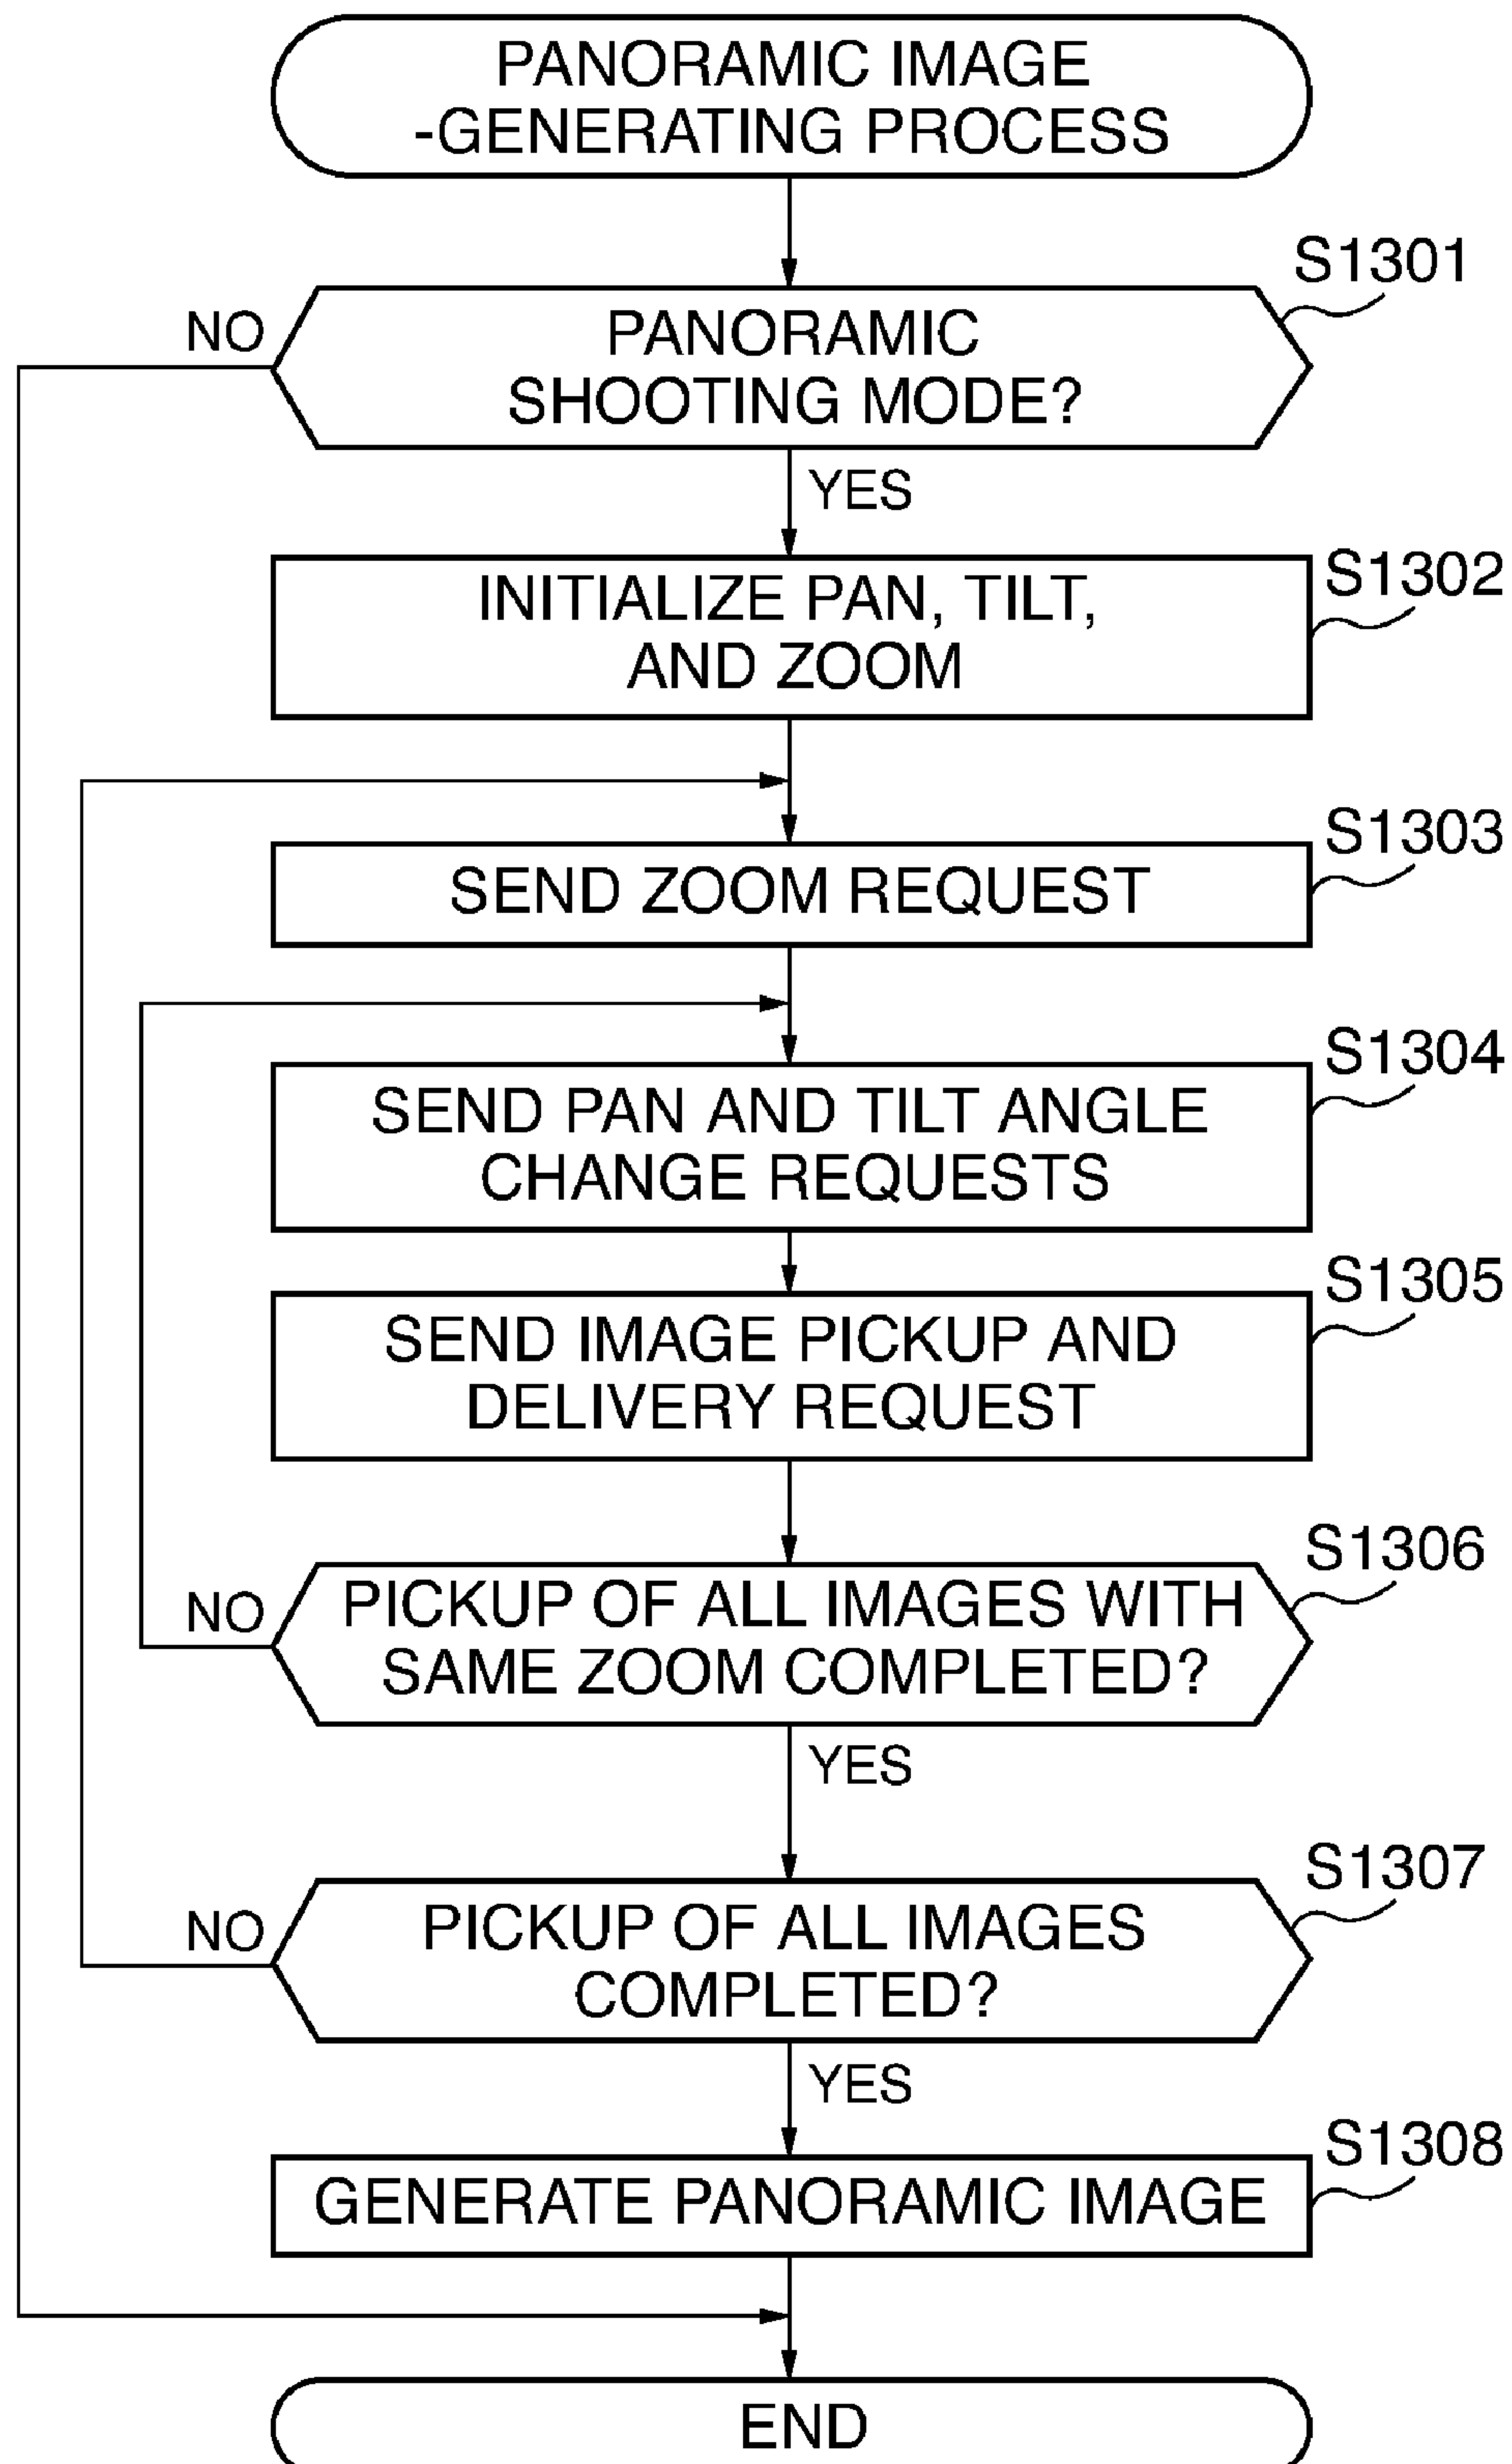 PANORAMIC IMAGE
-GENERATING PROCESS
S1301
NO
PANORAMIC
SHOOTING MODE?
YES
S1302
INITIALIZE PAN, TILT,
AND ZOOM
S1303
SEND ZOOM REQUEST
S1304
SEND PAN AND TILT ANGLE
CHANGE REQUESTS
S1305
SEND IMAGE PICKUP AND
DELIVERY REQUEST
S1306
NO
PICKUP OF ALL IMAGES WITH
SAME ZOOM COMPLETED?
YES
S1307
NO
PICKUP OF ALL IMAGES
COMPLETED?
YES
S1308
GENERATE PANORAMIC IMAGE
END